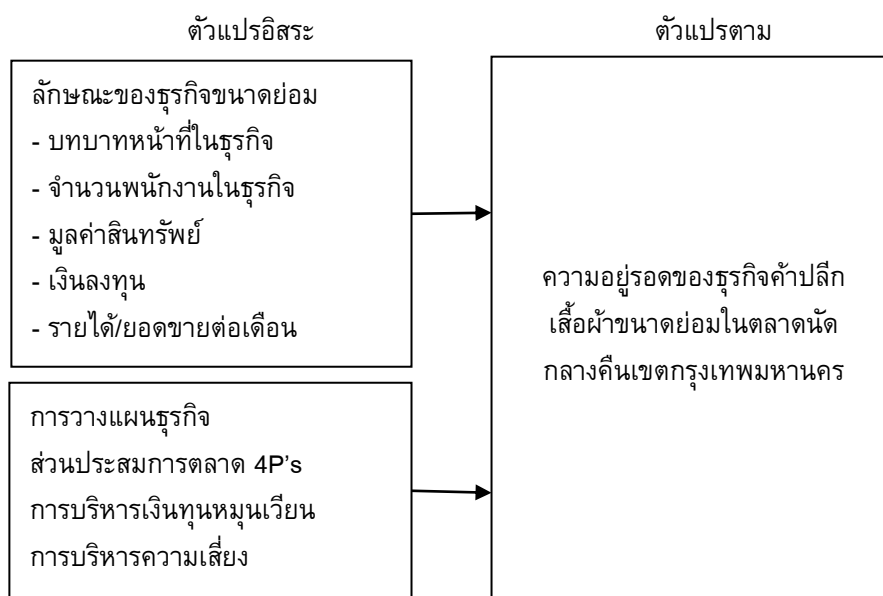 ตัวแปรอิสระ
ตัวแปรตาม
ลักษณะของธุรกิจขนาดย่อม
- บทบาทหน้าที่ในธุรกิจ
- จำนวนพนักงานในธุรกิจ
- มูลค่าสินทรัพย์
- เงินลงทุน
- รายได้/ยอดขายต่อเดือน
การวางแผนธุรกิจ
ส่วนประสมการตลาด 4P's
การบริหารเงินทุนหมุนเวียน
การบริหารความเสี่ยง
ความอยู่รอดของธุรกิจค้าปลีก
เสื้อผ้าขนาดย่อมในตลาดนัด
กลางคืนเขตกรุงเทพมหานคร